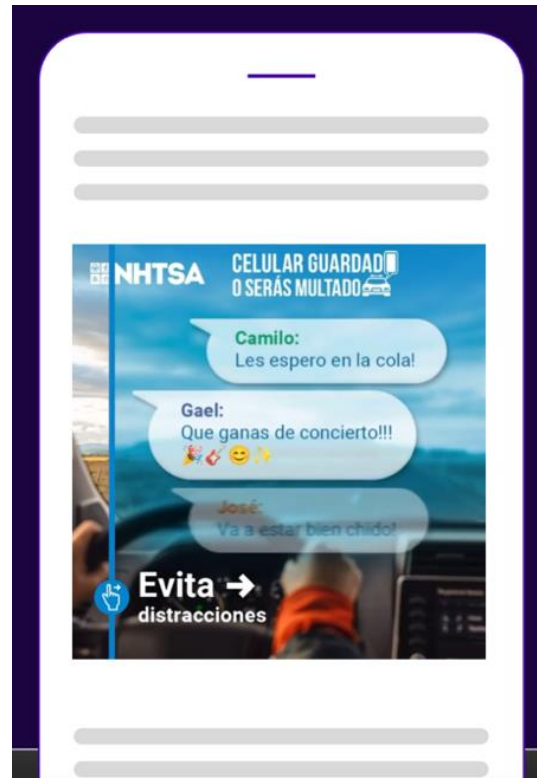 NHTSA
CELULAR GUARDADO
O SERÁS MULTADO
Camilo:
Les espero en la cola!
Gael:
Que ganas de concierto!!!
🎉🎸😊✨
José:
Va a estar bien chido!
Evita →
distracciones